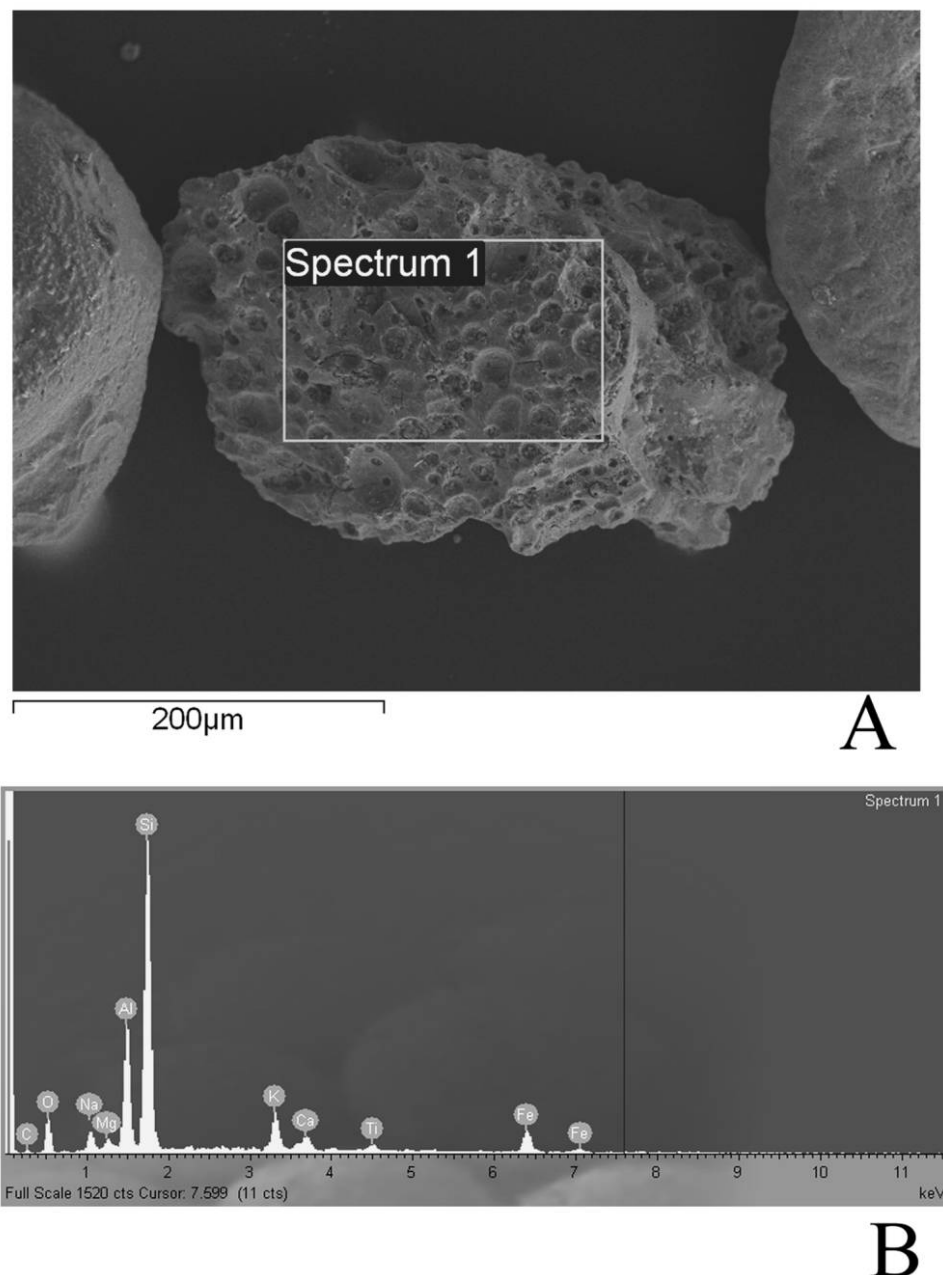 Spectrum 1
200µm
A
Spectrum 1
Si
Al
O
Na
K
Mg
Ca
Fe
C
Ti
Fe
1 2 3 4 5 6 7 8 9 10 11
Full Scale 1520 cts Cursor: 7.599 (11 cts) keV
B